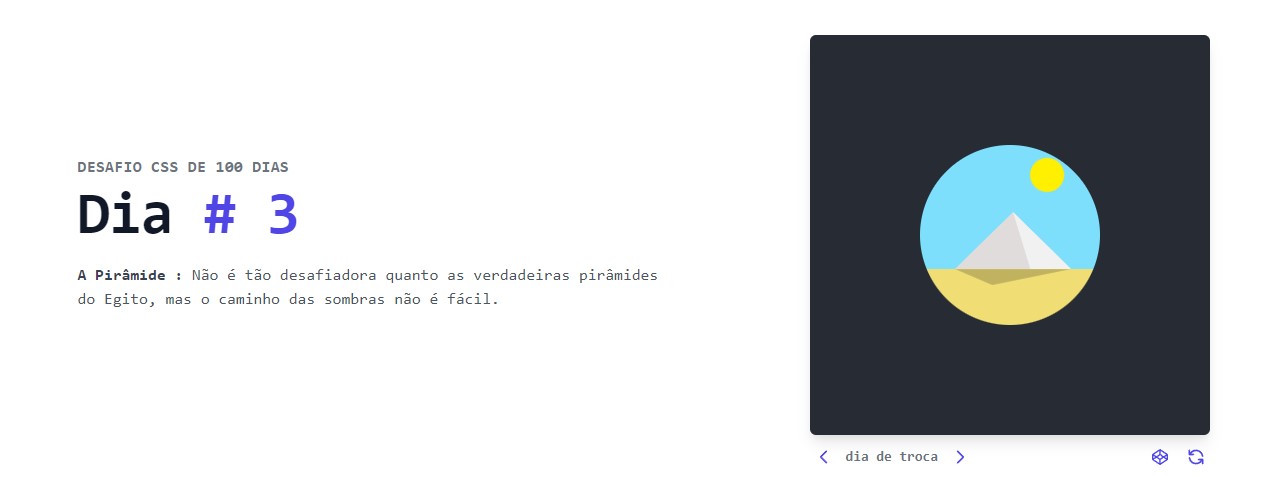 DESAFIO CSS DE 100 DIAS
Dia # 3
A Pirâmide : Não é tão desafiadora quanto as verdadeiras pirâmides
do Egito, mas o caminho das sombras não é fácil.
dia de troca